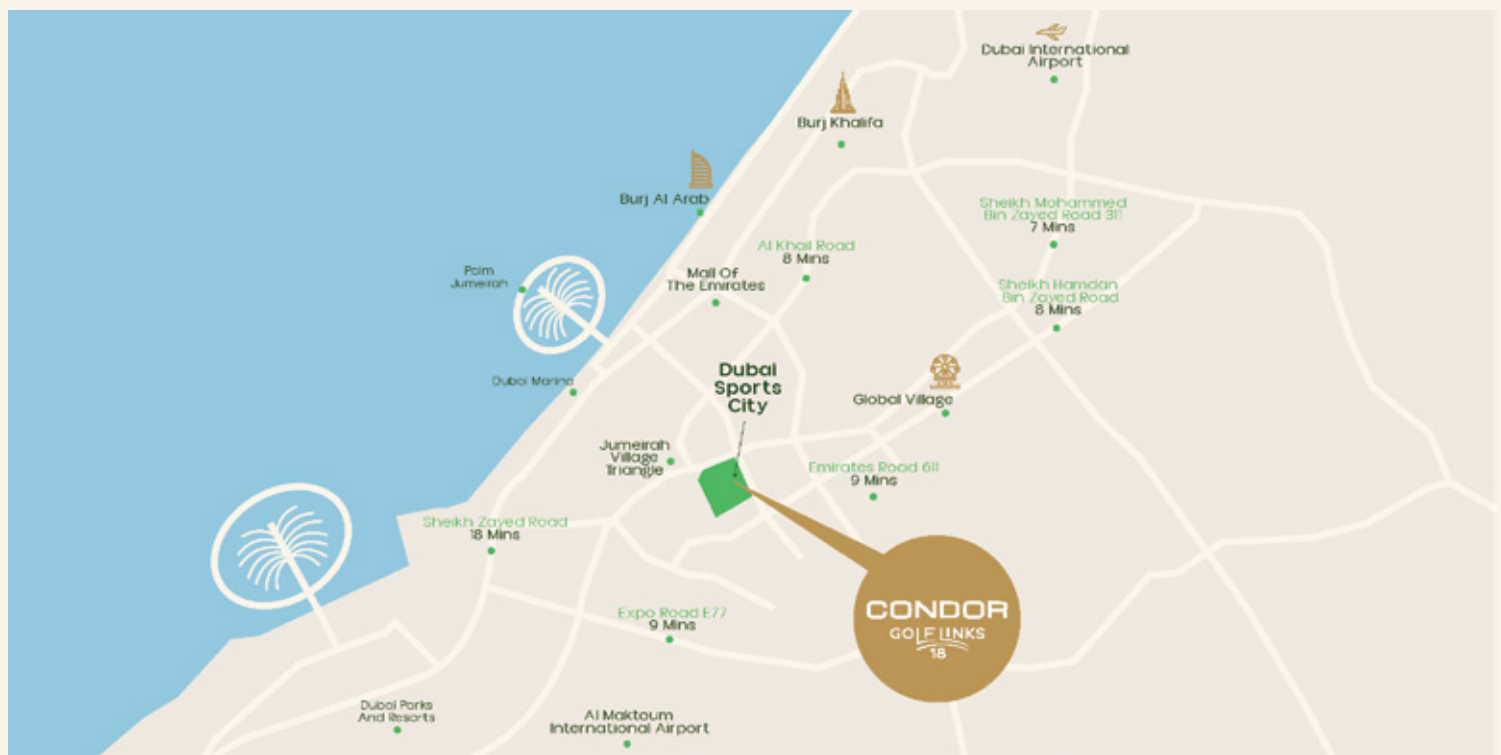 Dubai International
Airport
Burj Khalifa
Burj Al Arab
Sheikh Mohammed
Bin Zayed Road 311
7 Mins
Al Khail Road
8 Mins
Palm
Jumeirah
Mall Of
The Emirates
Sheikh Hamdan
Bin Zayed Road
8 Mins
Dubai Marina
Dubai
Sports
City
Global Village
Jumeirah
Village
Triangle
Emirates Road 611
9 Mins
Sheikh Zayed Road
18 Mins
Expo Road E77
9 Mins
CONDOR
GOLF LINKS
18
Dubai Parks
And Resorts
Al Maktoum
International Airport